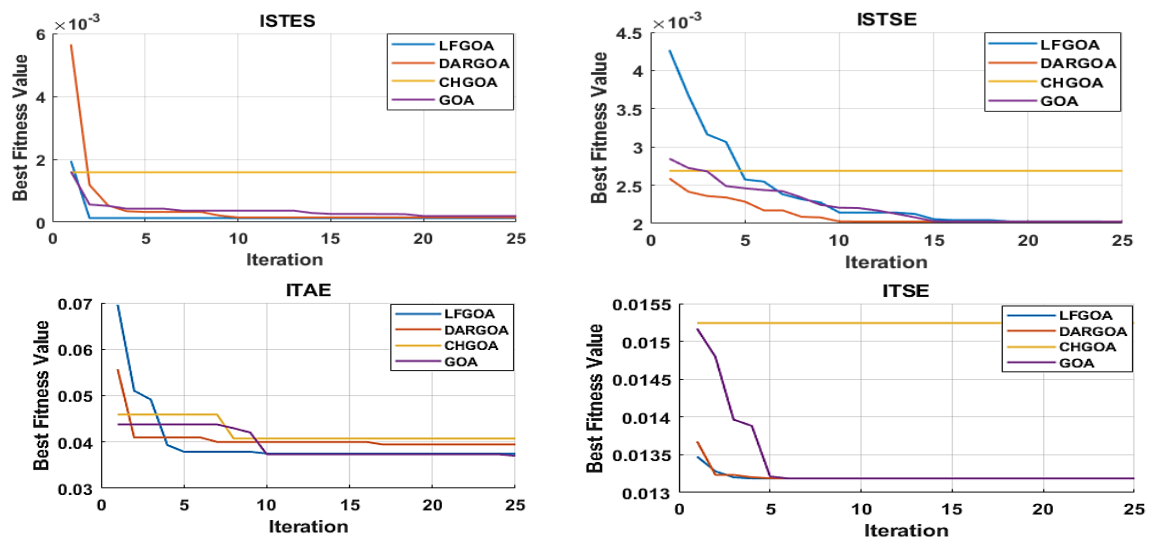 ISTES
×10⁻³
Best Fitness Value
6
4
2
0
0 5 10 15 20 25
Iteration
LFGOA
DARGOA
CHGOA
GOA
ISTSE
×10⁻³
Best Fitness Value
4.5
4
3.5
3
2.5
2
0 5 10 15 20 25
Iteration
LFGOA
DARGOA
CHGOA
GOA
ITAE
Best Fitness Value
0.07
0.06
0.05
0.04
0.03
0 5 10 15 20 25
Iteration
LFGOA
DARGOA
CHGOA
GOA
ITSE
Best Fitness Value
0.0155
0.015
0.0145
0.014
0.0135
0.013
0 5 10 15 20 25
Iteration
LFGOA
DARGOA
CHGOA
GOA